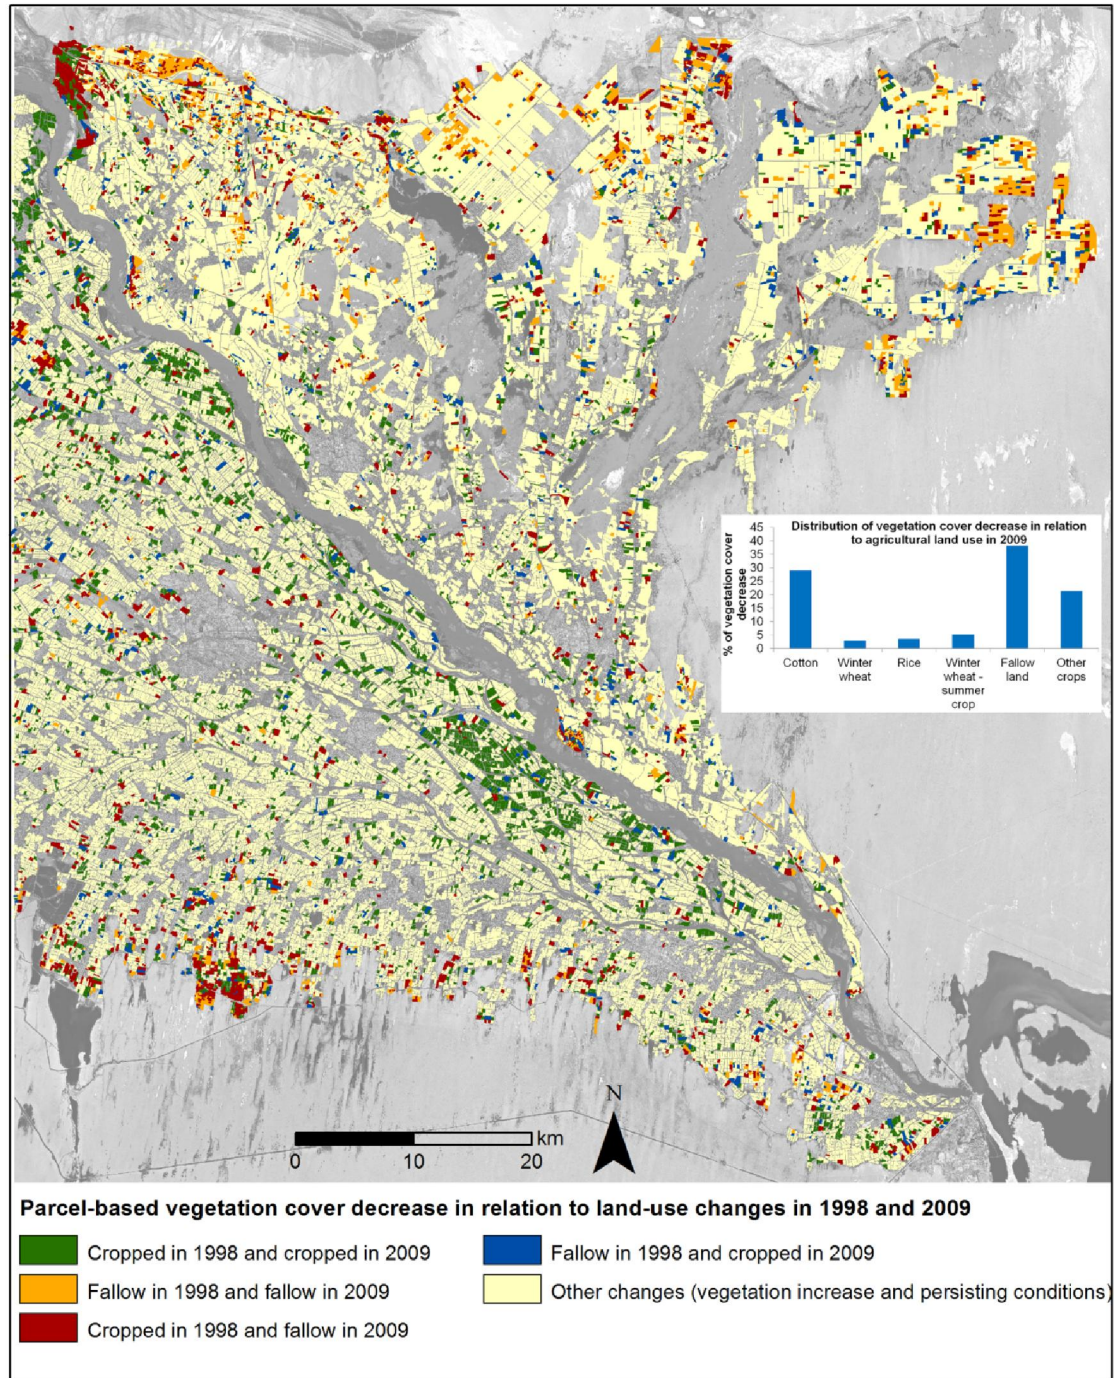 Distribution of vegetation cover decrease in relation
to agricultural land use in 2009
% of vegetation cover
decrease
45
40
35
30
25
20
15
10
5
0
Cotton
Winter
wheat
Rice
Winter
wheat -
summer
crop
Fallow
land
Other
crops
N
km
0 10 20
Parcel-based vegetation cover decrease in relation to land-use changes in 1998 and 2009
Cropped in 1998 and cropped in 2009
Fallow in 1998 and fallow in 2009
Cropped in 1998 and fallow in 2009
Fallow in 1998 and cropped in 2009
Other changes (vegetation increase and persisting conditions)